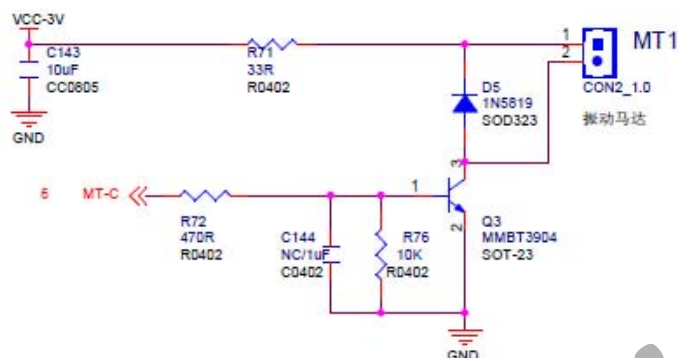 VCC-3V
C143
10uF
CC0805
GND
R71
33R
R0402
D5
1N5819
SOD323
1
2
MT1
CON2_1.0
振动马达
6 MT-C
R72
470R
R0402
C144
NC/1uF
C0402
R76
10K
R0402
1
3
2
Q3
MMBT3904
SOT-23
GND